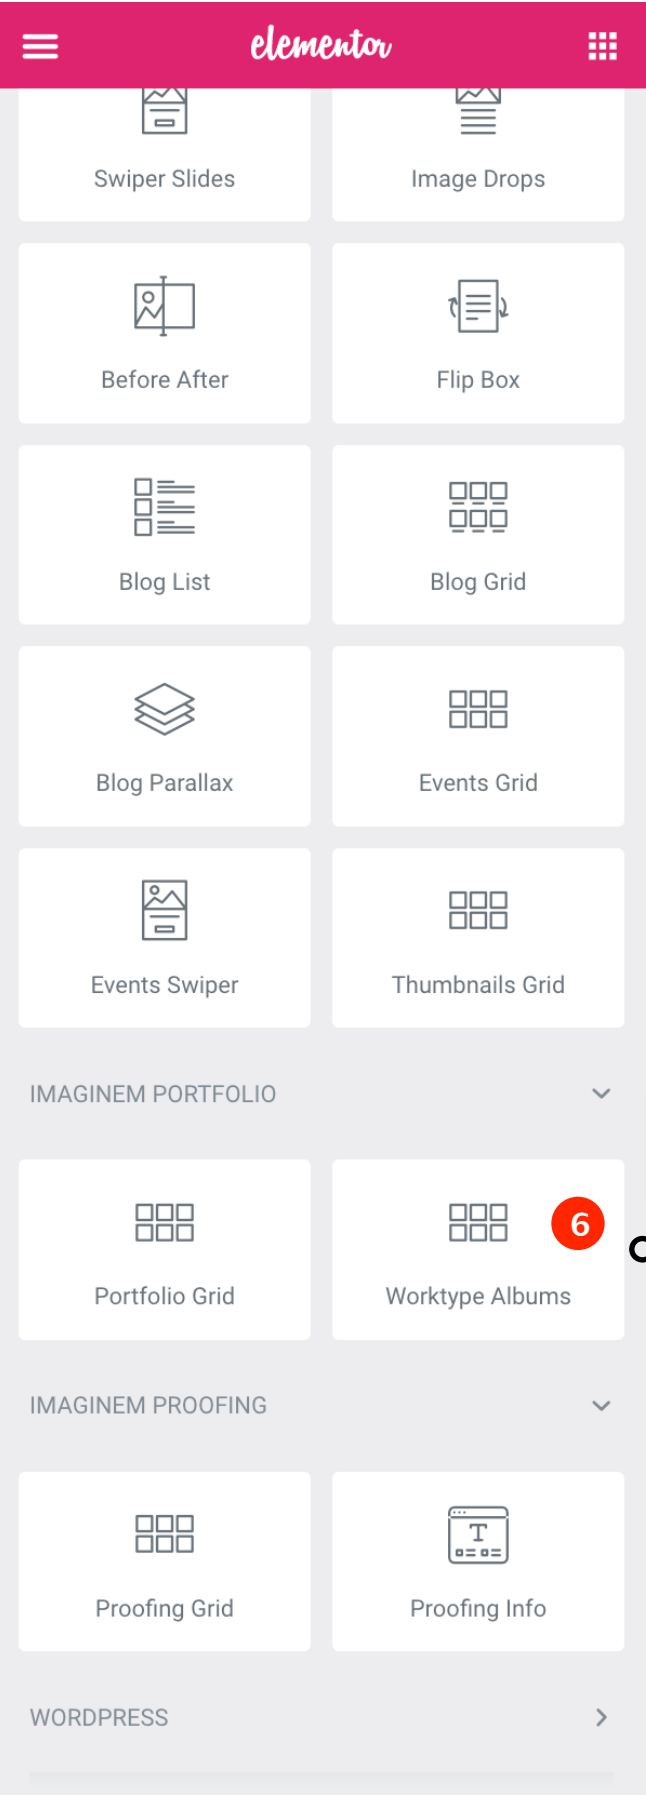 elementor
Swiper Slides Image Drops
Before After Flip Box
Blog List Blog Grid
Blog Parallax Events Grid
Events Swiper Thumbnails Grid
IMAGINEM PORTFOLIO
6
Portfolio Grid Worktype Albums
IMAGINEM PROOFING
T
Proofing Grid Proofing Info
WORDPRESS